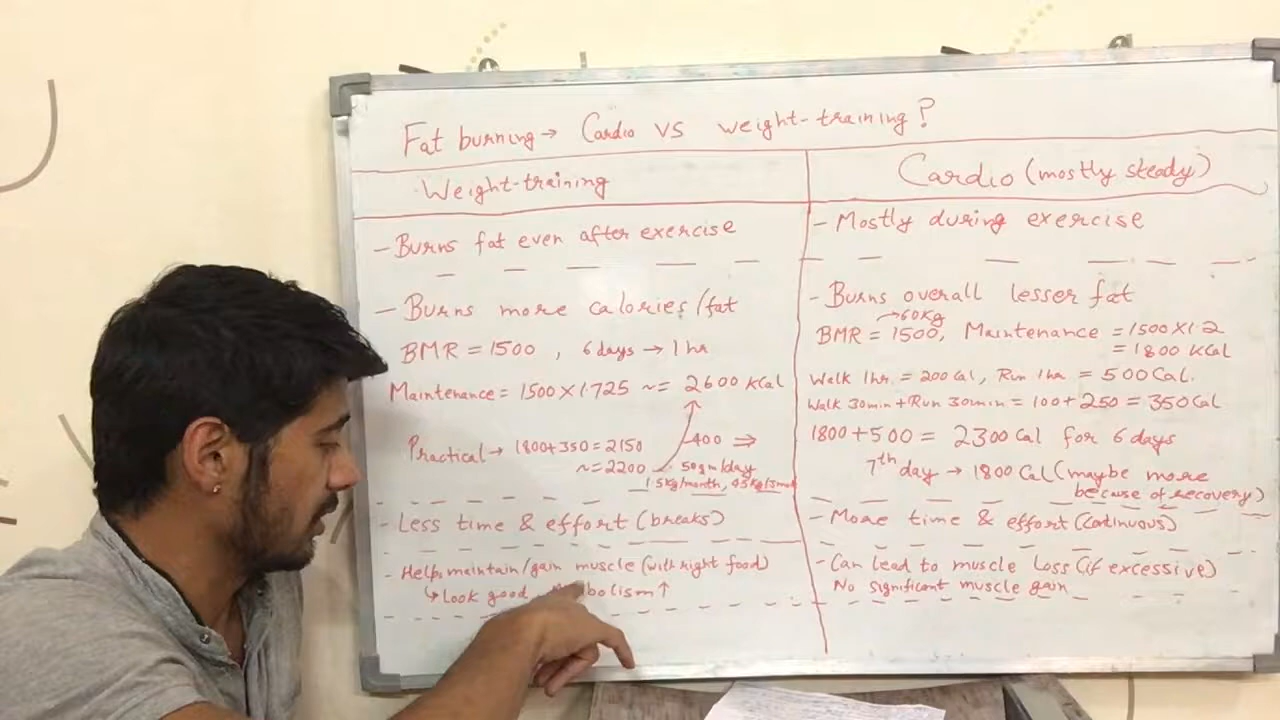 Fat burning → Cardio vs weight-training?
Weight-training
- Burns fat even after exercise
- Burns more calories/fat
BMR = 1500 , 6 days → 1 hr
Maintenance = 1500 × 1.725 ~= 2600 KCal
Practical → 1800+350 = 2150
~= 2200
400 ⇒
50gm/day
1.5kg/month, 4.5kg/3mon
- Less time & effort (breaks)
- Helps maintain/gain muscle (with right food)
↳ Look good
↑
Cardio (mostly steady)
- Mostly during exercise
- Burns overall lesser fat
→ 60Kg
BMR = 1500, Maintenance = 1500 × 1.2
= 1800 KCal
Walk 1hr. = 200 Cal, Run 1hr = 500 Cal.
Walk 30min + Run 30min = 100 + 250 = 350 Cal
1800 + 500 = 2300 Cal for 6 days
7th day → 1800 Cal (maybe more
because of recovery)
- More time & effort (continuous)
- Can lead to muscle Loss (if excessive)
No significant muscle gain